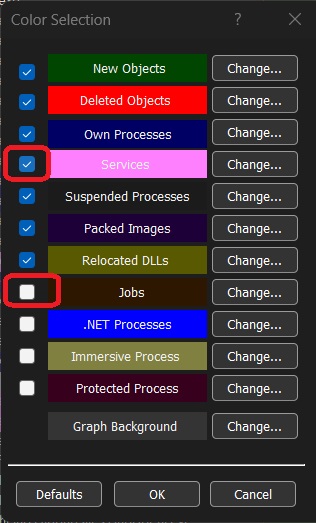 Color Selection ?
New Objects Change...
Deleted Objects Change...
Own Processes Change...
Services Change...
Suspended Processes Change...
Packed Images Change...
Relocated DLLs Change...
Jobs Change...
.NET Processes Change...
Immersive Process Change...
Protected Process Change...
Graph Background Change...
Defaults OK Cancel